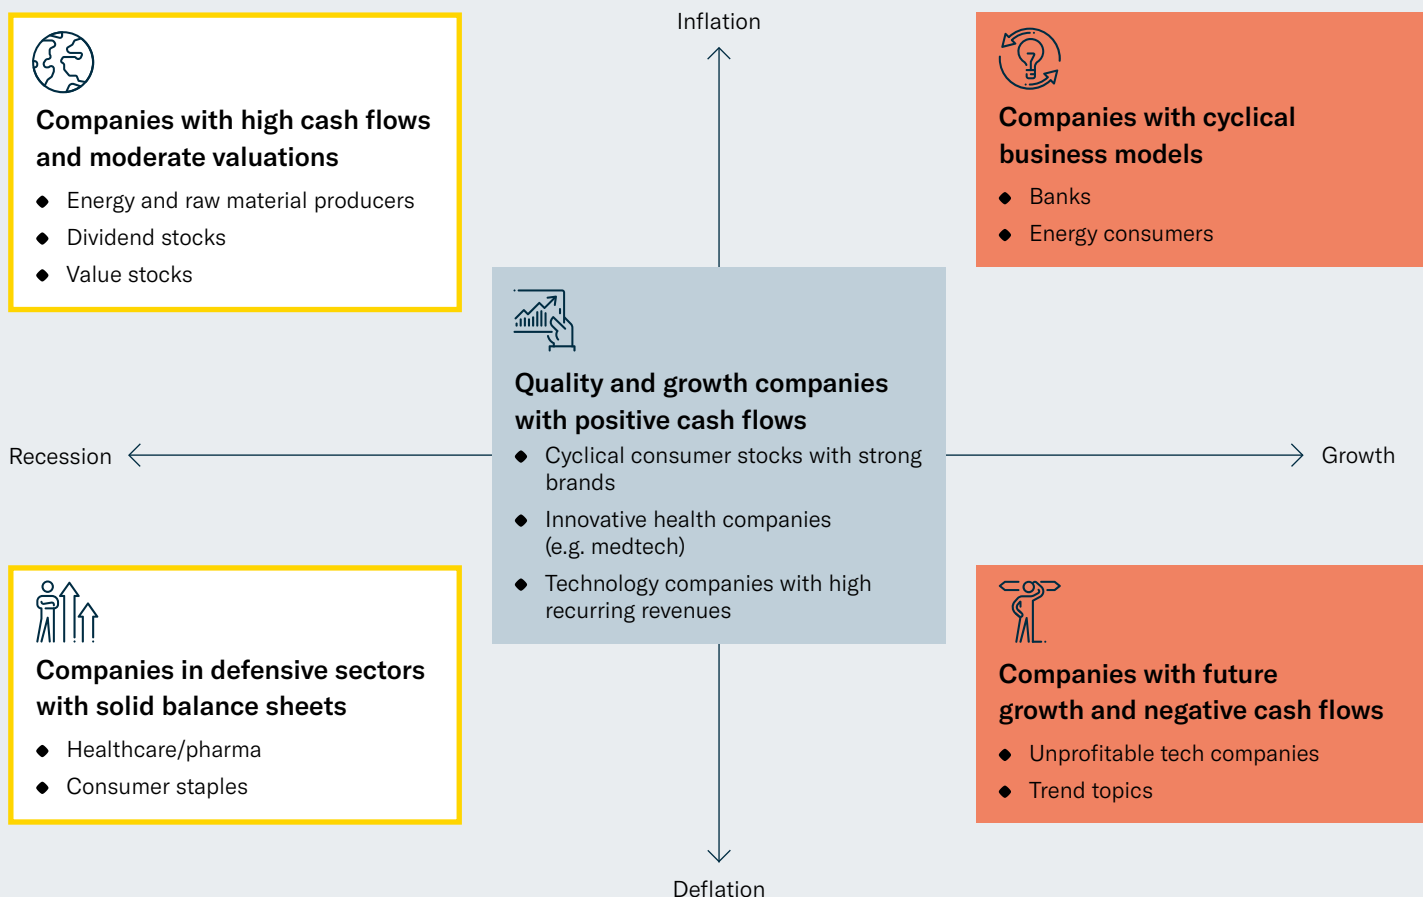 Inflation
Companies with high cash flows
and moderate valuations
Energy and raw material producers
Dividend stocks
Value stocks
Companies with cyclical
business models
Banks
Energy consumers
Quality and growth companies
with positive cash flows
Cyclical consumer stocks with strong
brands
Innovative health companies
(e.g. medtech)
Technology companies with high
recurring revenues
Recession
Growth
Companies in defensive sectors
with solid balance sheets
Healthcare/pharma
Consumer staples
Companies with future
growth and negative cash flows
Unprofitable tech companies
Trend topics
Deflation